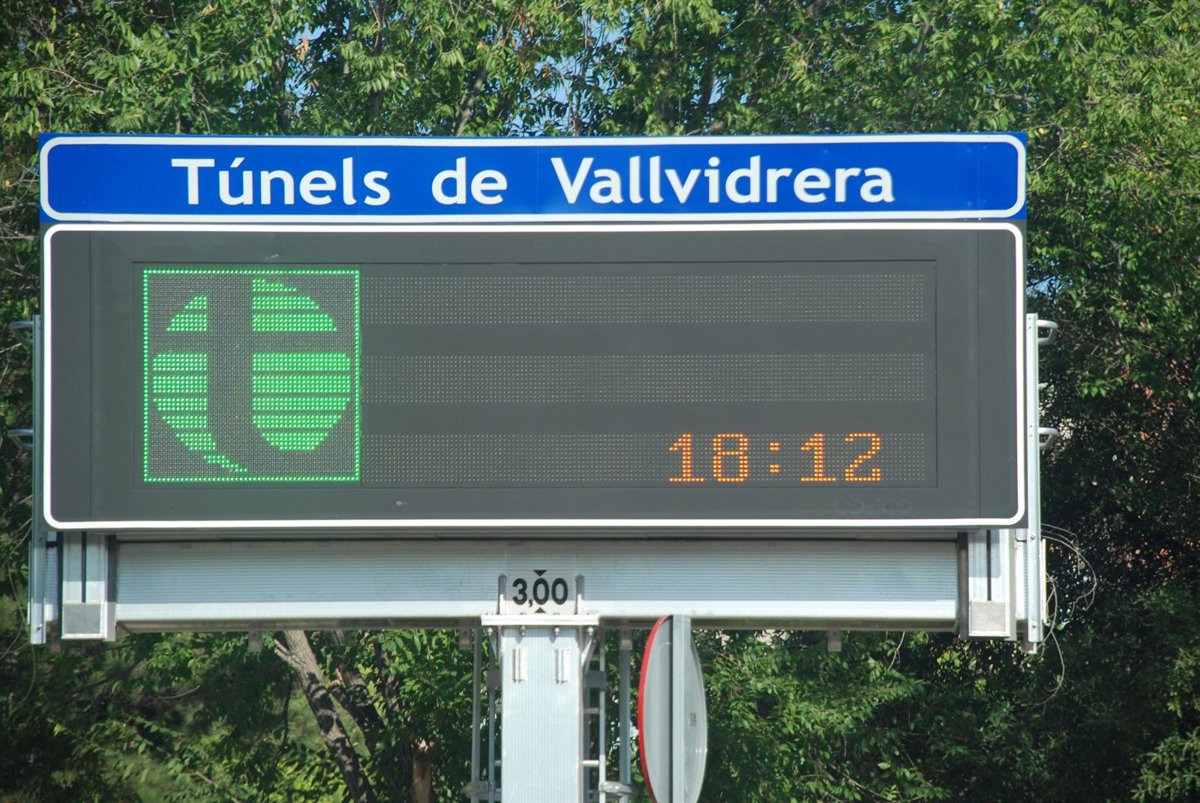 Túnels de Vallvidrera
18:12
3,00